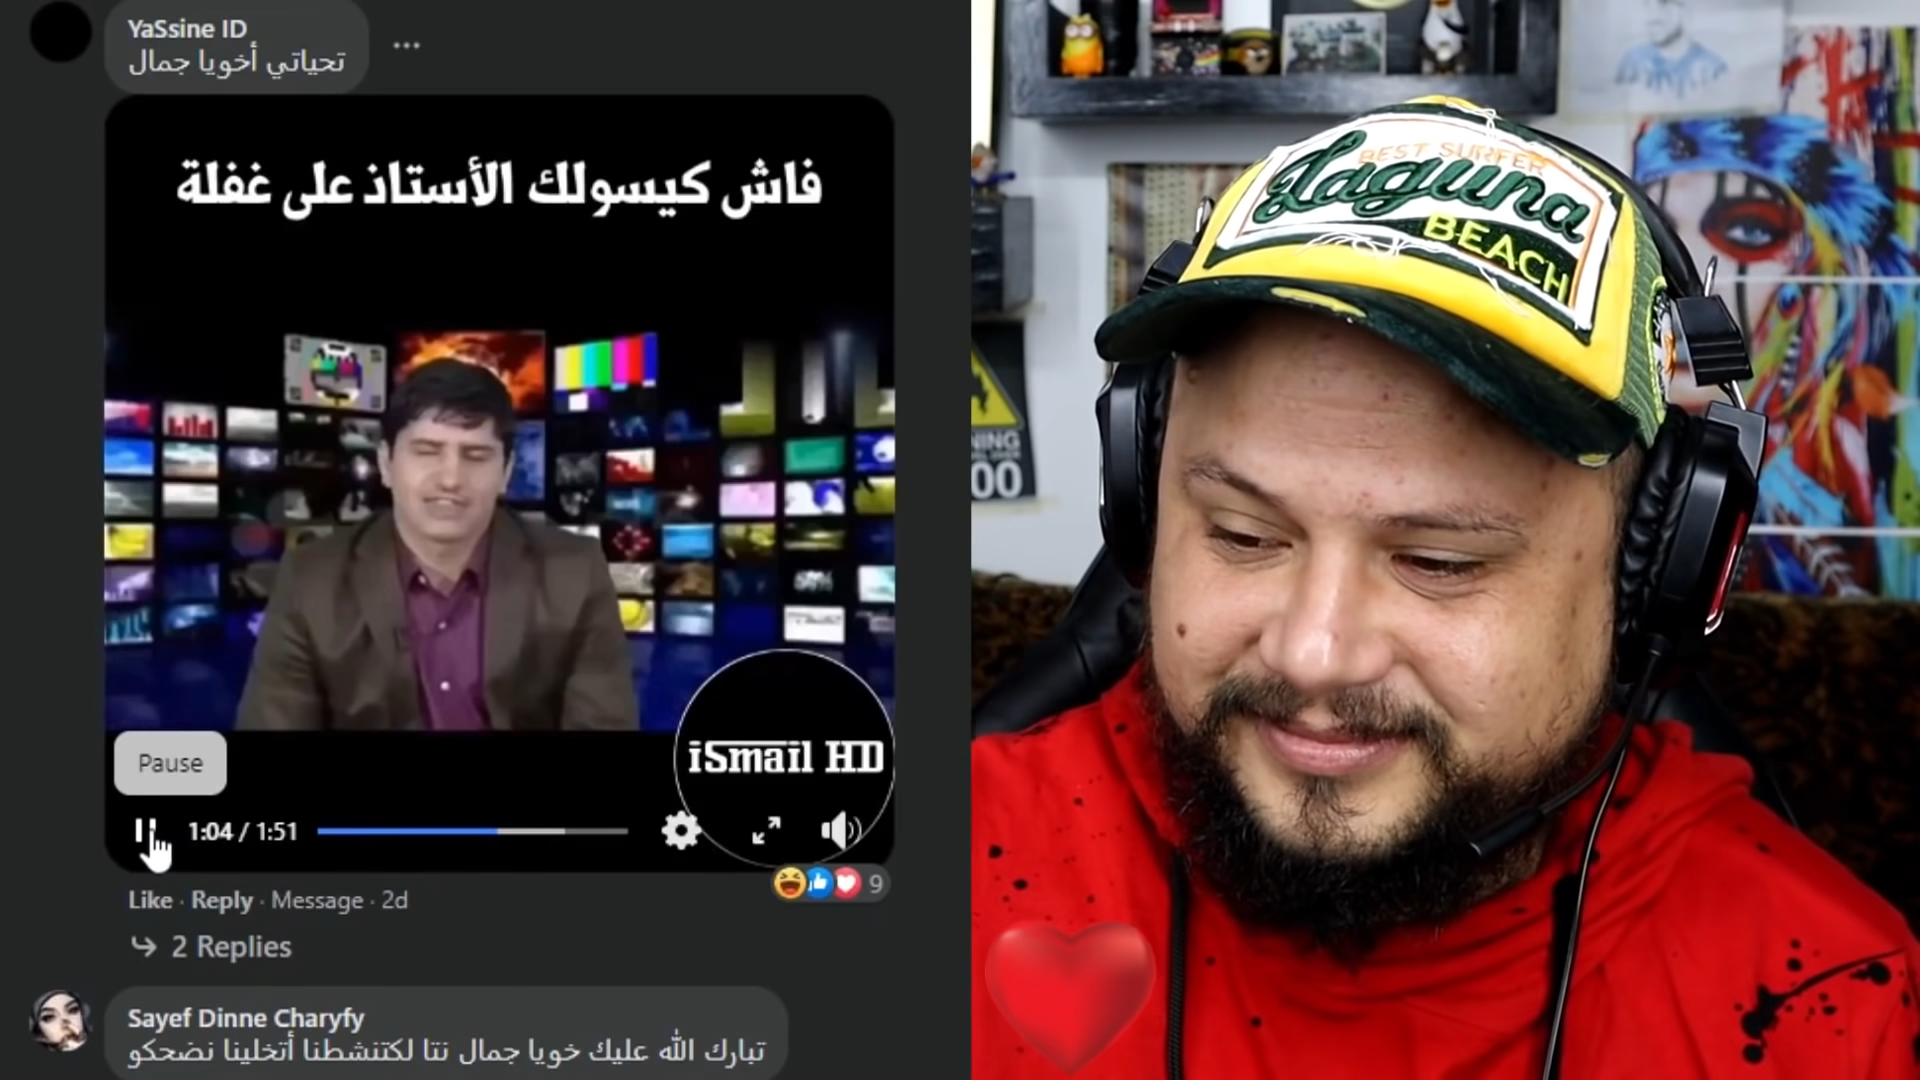 YaSsine ID
تحياتي أخويا جمال
فاش كيسولك الأستاذ على غفلة
iSmail HD
Pause
1:04 / 1:51
9
Like · Reply · Message · 2d
2 Replies
Sayef Dinne Charyfy
تبارك الله عليك خويا جمال نتا لكتنشطنا أتخلينا نضحكو
BEST SURFER
Laguna
BEACH
NING
00